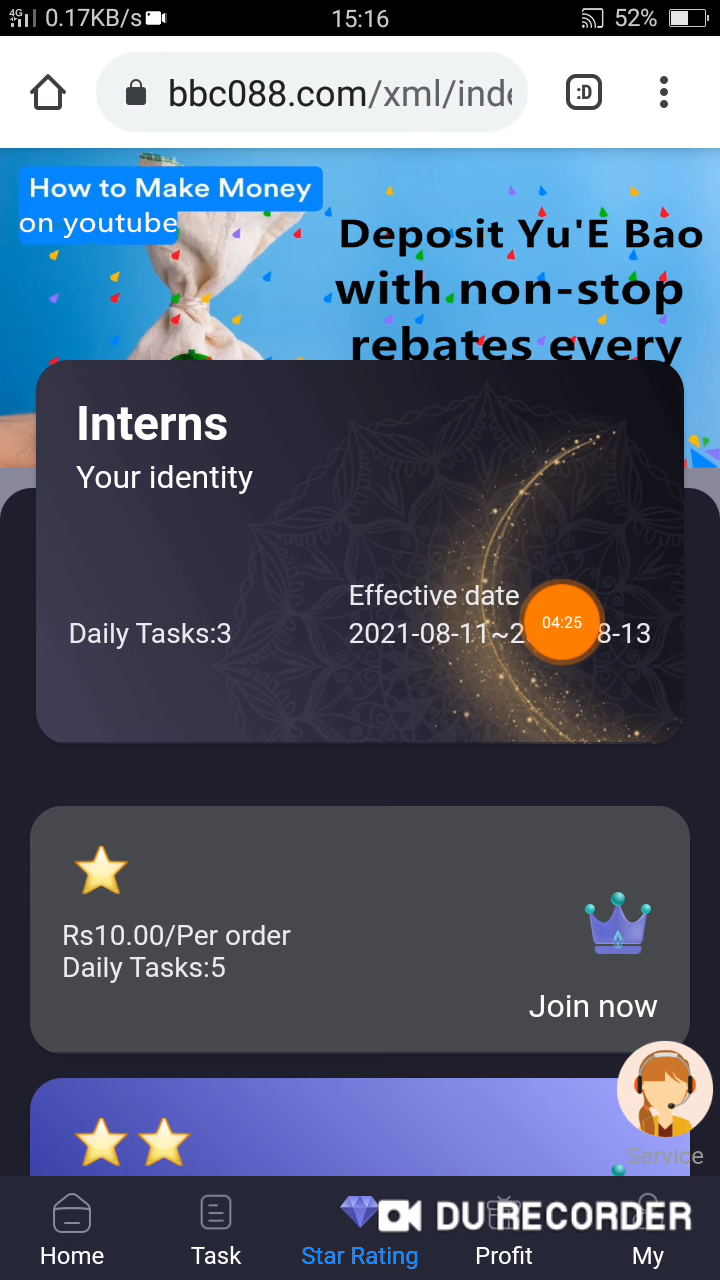 4G 0.17KB/s 15:16 52%
bbc088.com/xml/inde
:D
How to Make Money
on youtube
Deposit Yu'E Bao
with non-stop
rebates every
Interns
Your identity
Effective date
Daily Tasks:3 2021-08-11~2 8-13
04:25
Rs10.00/Per order
Daily Tasks:5
Join now
Service
DU RECORDER
Home Task Star Rating Profit My